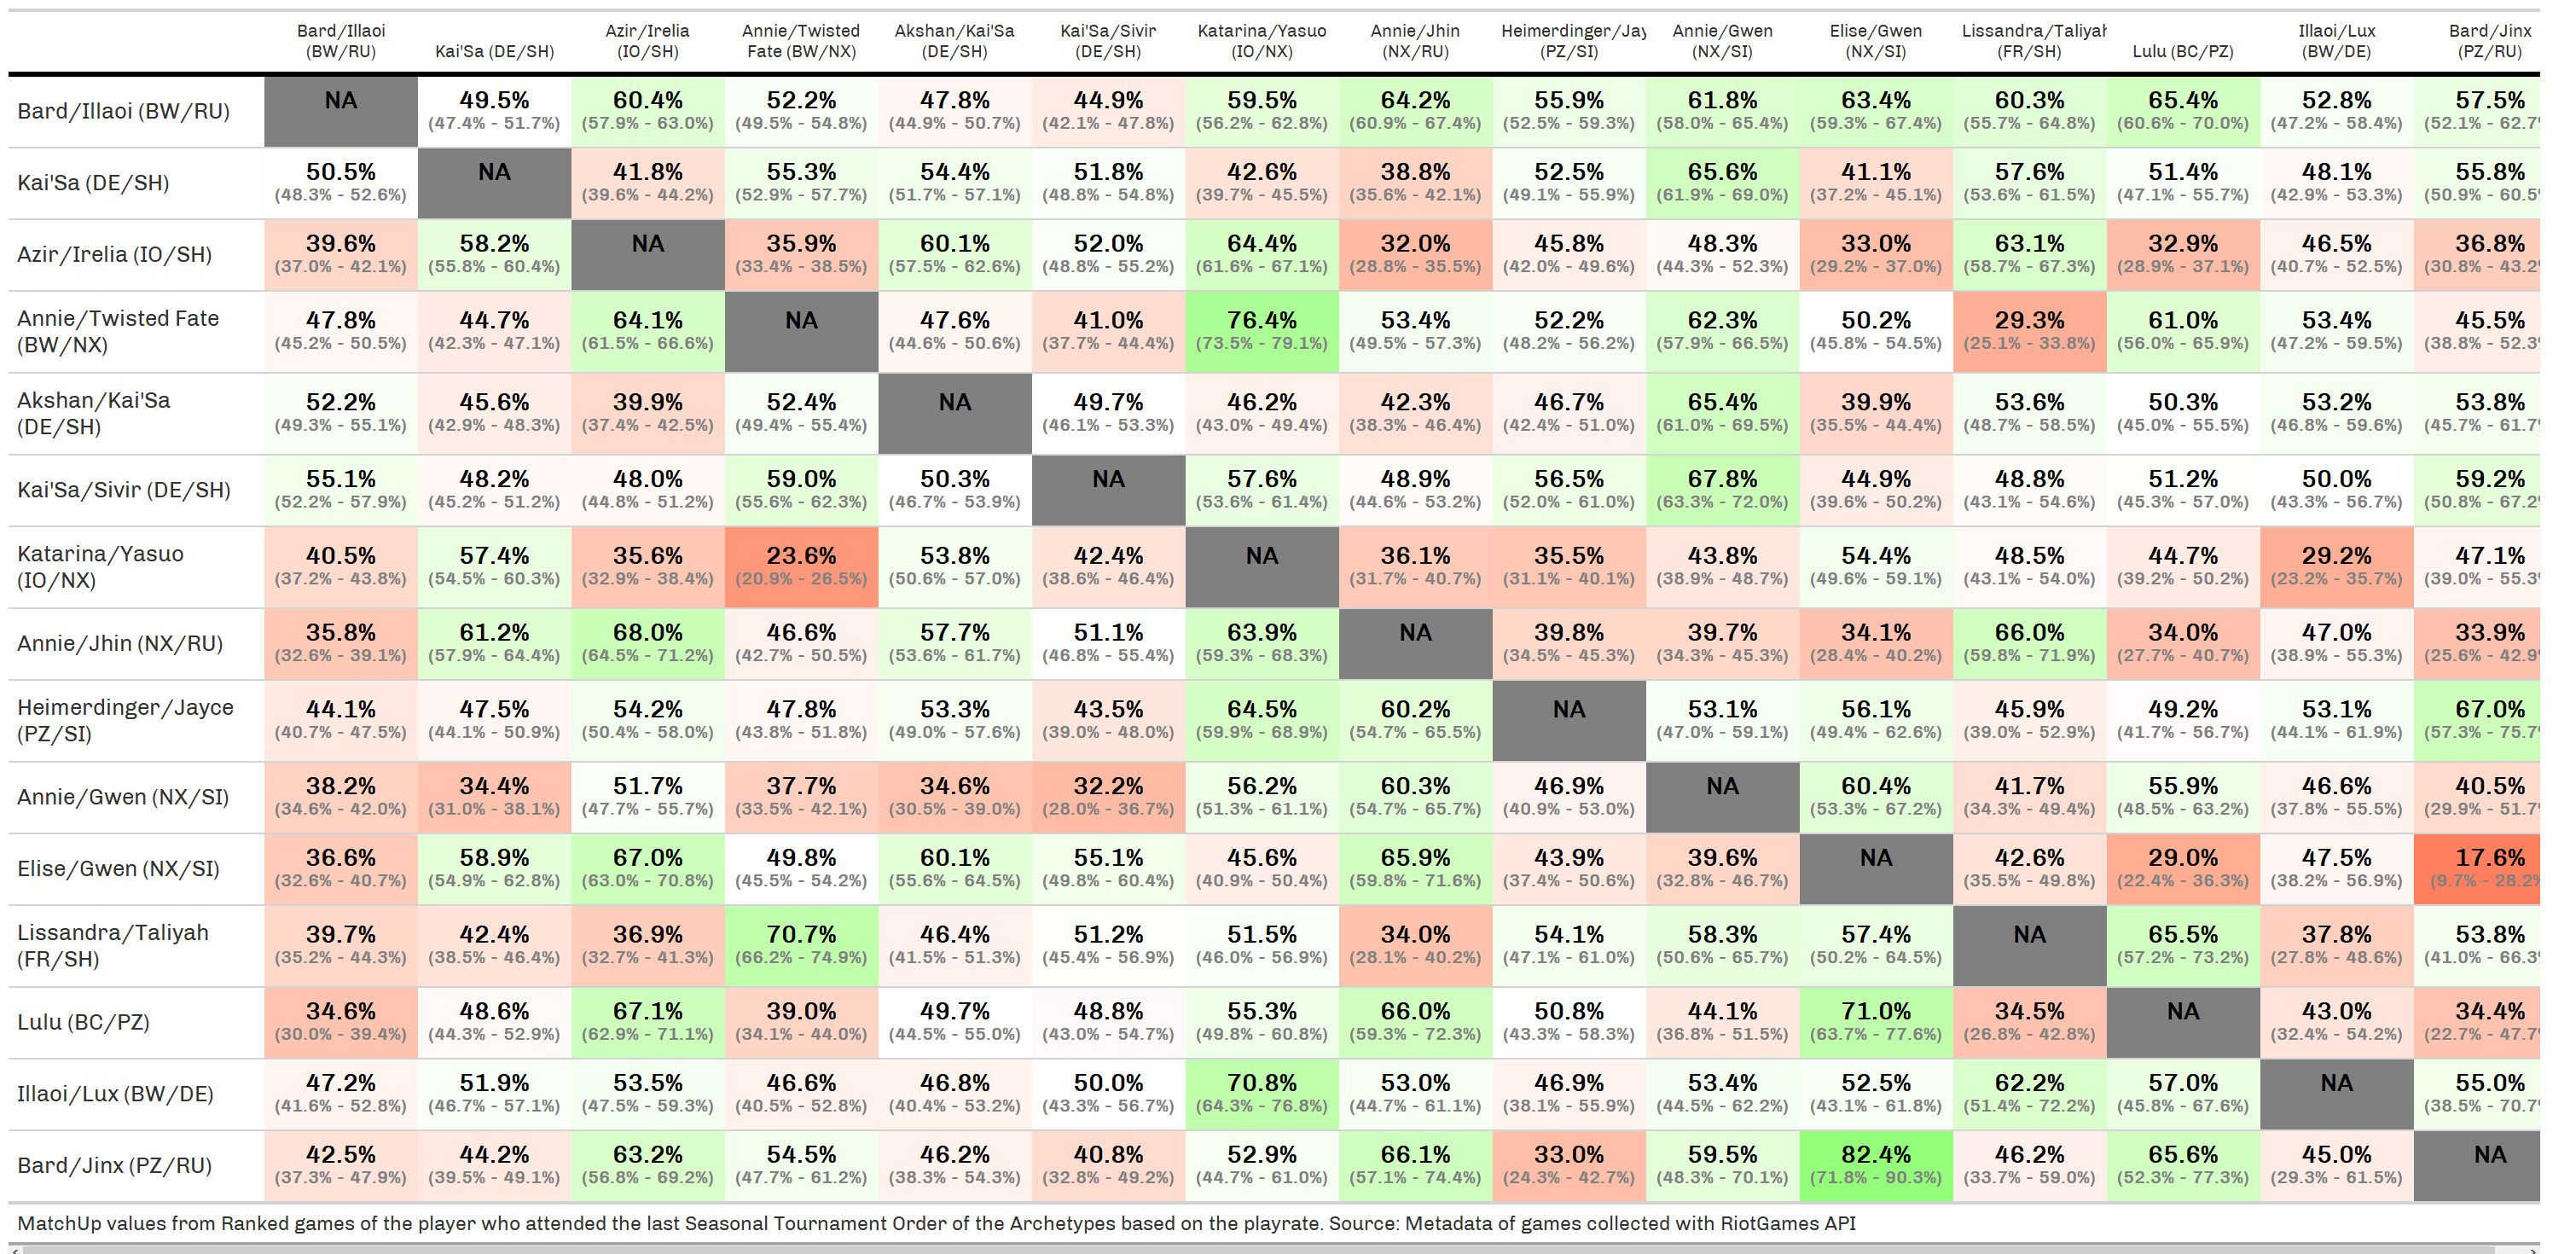 Bard/Illaoi Azir/Irelia Annie/Twisted Akshan/Kai'Sa Kai'Sa/Sivir Katarina/Yasuo Annie/Jhin Heimerdinger/Jay Annie/Gwen Elise/Gwen Lissandra/Taliyah Illaoi/Lux Bard/Jinx
(BW/RU) Kai'Sa (DE/SH) (IO/SH) Fate (BW/NX) (DE/SH) (DE/SH) (IO/NX) (NX/RU) (PZ/SI) (NX/SI) (NX/SI) (FR/SH) Lulu (BC/PZ) (BW/DE) (PZ/RU)
Bard/Illaoi (BW/RU) NA 49.5% 60.4% 52.2% 47.8% 44.9% 59.5% 64.2% 55.9% 61.8% 63.4% 60.3% 65.4% 52.8% 57.5%
(47.4% - 51.7%) (57.9% - 63.0%) (49.5% - 54.8%) (44.9% - 50.7%) (42.1% - 47.8%) (56.2% - 62.8%) (60.9% - 67.4%) (52.5% - 59.3%) (58.0% - 65.4%) (59.3% - 67.4%) (55.7% - 64.8%) (60.6% - 70.0%) (47.2% - 58.4%) (52.1% - 62.7
Kai'Sa (DE/SH) 50.5% NA 41.8% 55.3% 54.4% 51.8% 42.6% 38.8% 52.5% 65.6% 41.1% 57.6% 51.4% 48.1% 55.8%
(48.3% - 52.6%) (39.6% - 44.2%) (52.9% - 57.7%) (51.7% - 57.1%) (48.8% - 54.8%) (39.7% - 45.5%) (35.6% - 42.1%) (49.1% - 55.9%) (61.9% - 69.0%) (37.2% - 45.1%) (53.6% - 61.5%) (47.1% - 55.7%) (42.9% - 53.3%) (50.9% - 60.5
Azir/Irelia (IO/SH) 39.6% 58.2% NA 35.9% 60.1% 52.0% 64.4% 32.0% 45.8% 48.3% 33.0% 63.1% 32.9% 46.5% 36.8%
(37.0% - 42.1%) (55.8% - 60.4%) (33.4% - 38.5%) (57.5% - 62.6%) (48.8% - 55.2%) (61.6% - 67.1%) (28.8% - 35.5%) (42.0% - 49.6%) (44.3% - 52.3%) (29.2% - 37.0%) (58.7% - 67.3%) (28.9% - 37.1%) (40.7% - 52.5%) (30.8% - 43.2
Annie/Twisted Fate 47.8% 44.7% 64.1% NA 47.6% 41.0% 76.4% 53.4% 52.2% 62.3% 50.2% 29.3% 61.0% 53.4% 45.5%
(BW/NX) (45.2% - 50.5%) (42.3% - 47.1%) (61.5% - 66.6%) (44.6% - 50.6%) (37.7% - 44.4%) (73.5% - 79.1%) (49.5% - 57.3%) (48.2% - 56.2%) (57.9% - 66.5%) (45.8% - 54.5%) (25.1% - 33.8%) (56.0% - 65.9%) (47.2% - 59.5%) (38.8% - 52.3
Akshan/Kai'Sa 52.2% 45.6% 39.9% 52.4% NA 49.7% 46.2% 42.3% 46.7% 65.4% 39.9% 53.6% 50.3% 53.2% 53.8%
(DE/SH) (49.3% - 55.1%) (42.9% - 48.3%) (37.4% - 42.5%) (49.4% - 55.4%) (46.1% - 53.3%) (43.0% - 49.4%) (38.3% - 46.4%) (42.4% - 51.0%) (61.0% - 69.5%) (35.5% - 44.4%) (48.7% - 58.5%) (45.0% - 55.5%) (46.8% - 59.6%) (45.7% - 61.7
Kai'Sa/Sivir (DE/SH) 55.1% 48.2% 48.0% 59.0% 50.3% NA 57.6% 48.9% 56.5% 67.8% 44.9% 48.8% 51.2% 50.0% 59.2%
(52.2% - 57.9%) (45.2% - 51.2%) (44.8% - 51.2%) (55.6% - 62.3%) (46.7% - 53.9%) (53.6% - 61.4%) (44.6% - 53.2%) (52.0% - 61.0%) (63.3% - 72.0%) (39.6% - 50.2%) (43.1% - 54.6%) (45.3% - 57.0%) (43.3% - 56.7%) (50.8% - 67.2
Katarina/Yasuo 40.5% 57.4% 35.6% 23.6% 53.8% 42.4% NA 36.1% 35.5% 43.8% 54.4% 48.5% 44.7% 29.2% 47.1%
(IO/NX) (37.2% - 43.8%) (54.5% - 60.3%) (32.9% - 38.4%) (20.9% - 26.5%) (50.6% - 57.0%) (38.6% - 46.4%) (31.7% - 40.7%) (31.1% - 40.1%) (38.9% - 48.7%) (49.6% - 59.1%) (43.1% - 54.0%) (39.2% - 50.2%) (23.2% - 35.7%) (39.0% - 55.3
Annie/Jhin (NX/RU) 35.8% 61.2% 68.0% 46.6% 57.7% 51.1% 63.9% NA 39.8% 39.7% 34.1% 66.0% 34.0% 47.0% 33.9%
(32.6% - 39.1%) (57.9% - 64.4%) (64.5% - 71.2%) (42.7% - 50.5%) (53.6% - 61.7%) (46.8% - 55.4%) (59.3% - 68.3%) (34.5% - 45.3%) (34.3% - 45.3%) (28.4% - 40.2%) (59.8% - 71.9%) (27.7% - 40.7%) (38.9% - 55.3%) (25.6% - 42.9
Heimerdinger/Jayce 44.1% 47.5% 54.2% 47.8% 53.3% 43.5% 64.5% 60.2% NA 53.1% 56.1% 45.9% 49.2% 53.1% 67.0%
(PZ/SI) (40.7% - 47.5%) (44.1% - 50.9%) (50.4% - 58.0%) (43.8% - 51.8%) (49.0% - 57.6%) (39.0% - 48.0%) (59.9% - 68.9%) (54.7% - 65.5%) (47.0% - 59.1%) (49.4% - 62.6%) (39.0% - 52.9%) (41.7% - 56.7%) (44.1% - 61.9%) (57.3% - 75.7
Annie/Gwen (NX/SI) 38.2% 34.4% 51.7% 37.7% 34.6% 32.2% 56.2% 60.3% 46.9% NA 60.4% 41.7% 55.9% 46.6% 40.5%
(34.6% - 42.0%) (31.0% - 38.1%) (47.7% - 55.7%) (33.5% - 42.1%) (30.5% - 39.0%) (28.0% - 36.7%) (51.3% - 61.1%) (54.7% - 65.7%) (40.9% - 53.0%) (53.3% - 67.2%) (34.3% - 49.4%) (48.5% - 63.2%) (37.8% - 55.5%) (29.9% - 51.7
Elise/Gwen (NX/SI) 36.6% 58.9% 67.0% 49.8% 60.1% 55.1% 45.6% 65.9% 43.9% 39.6% NA 42.6% 29.0% 47.5% 17.6%
(32.6% - 40.7%) (54.9% - 62.8%) (63.0% - 70.8%) (45.5% - 54.2%) (55.6% - 64.5%) (49.8% - 60.4%) (40.9% - 50.4%) (59.8% - 71.6%) (37.4% - 50.6%) (32.8% - 46.7%) (35.5% - 49.8%) (22.4% - 36.3%) (38.2% - 56.9%) (9.7% - 28.2%
Lissandra/Taliyah 39.7% 42.4% 36.9% 70.7% 46.4% 51.2% 51.5% 34.0% 54.1% 58.3% 57.4% NA 65.5% 37.8% 53.8%
(FR/SH) (35.2% - 44.3%) (38.5% - 46.4%) (32.7% - 41.3%) (66.2% - 74.9%) (41.5% - 51.3%) (45.4% - 56.9%) (46.0% - 56.9%) (28.1% - 40.2%) (47.1% - 61.0%) (50.6% - 65.7%) (50.2% - 64.5%) (57.2% - 73.2%) (27.8% - 48.6%) (41.0% - 66.3
Lulu (BC/PZ) 34.6% 48.6% 67.1% 39.0% 49.7% 48.8% 55.3% 66.0% 50.8% 44.1% 71.0% 34.5% NA 43.0% 34.4%
(30.0% - 39.4%) (44.3% - 52.9%) (62.9% - 71.1%) (34.1% - 44.0%) (44.5% - 55.0%) (43.0% - 54.7%) (49.8% - 60.8%) (59.3% - 72.3%) (43.3% - 58.3%) (36.8% - 51.5%) (63.7% - 77.6%) (26.8% - 42.8%) (32.4% - 54.2%) (22.7% - 47.7
Illaoi/Lux (BW/DE) 47.2% 51.9% 53.5% 46.6% 46.8% 50.0% 70.8% 53.0% 46.9% 53.4% 52.5% 62.2% 57.0% NA 55.0%
(41.6% - 52.8%) (46.7% - 57.1%) (47.5% - 59.3%) (40.5% - 52.8%) (40.4% - 53.2%) (43.3% - 56.7%) (64.3% - 76.8%) (44.7% - 61.1%) (38.1% - 55.9%) (44.5% - 62.2%) (43.1% - 61.8%) (51.4% - 72.2%) (45.8% - 67.6%) (38.5% - 70.7
Bard/Jinx (PZ/RU) 42.5% 44.2% 63.2% 54.5% 46.2% 40.8% 52.9% 66.1% 33.0% 59.5% 82.4% 46.2% 65.6% 45.0% NA
(37.3% - 47.9%) (39.5% - 49.1%) (56.8% - 69.2%) (47.7% - 61.2%) (38.3% - 54.3%) (32.8% - 49.2%) (44.7% - 61.0%) (57.1% - 74.4%) (24.3% - 42.7%) (48.3% - 70.1%) (71.8% - 90.3%) (33.7% - 59.0%) (52.3% - 77.3%) (29.3% - 61.5%)
MatchUp values from Ranked games of the player who attended the last Seasonal Tournament Order of the Archetypes based on the playrate. Source: Metadata of games collected with RiotGames API